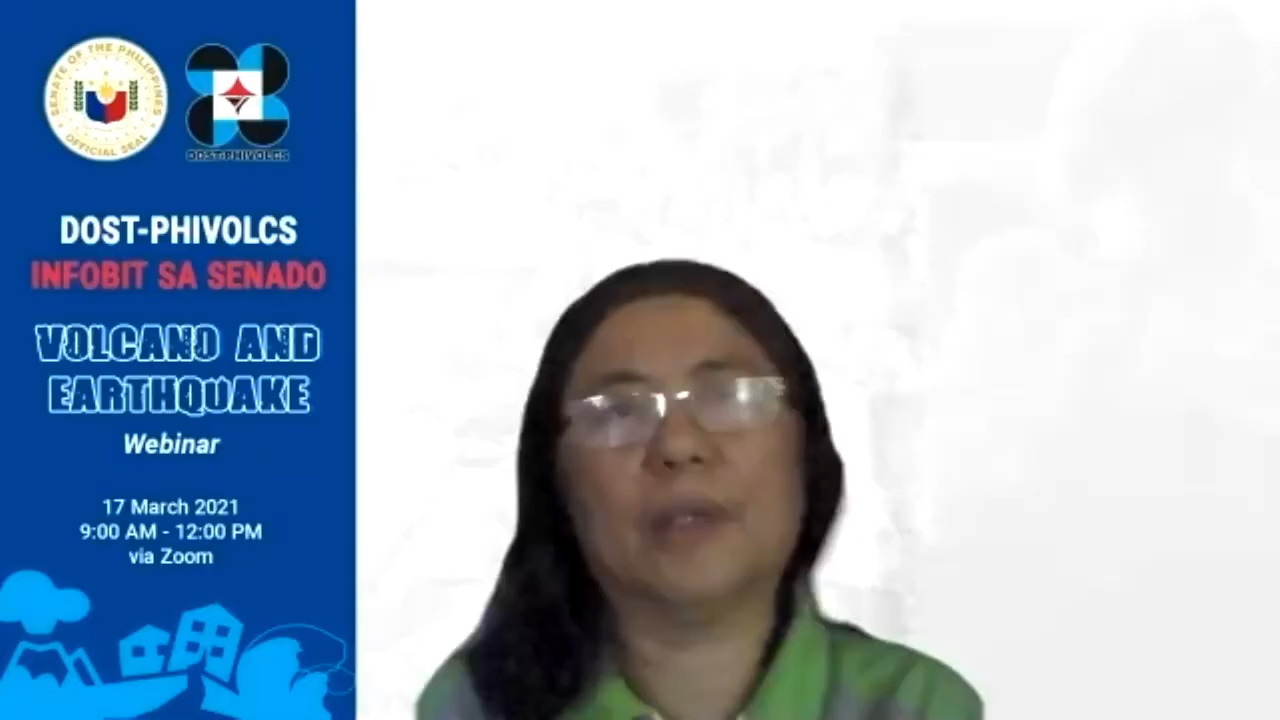 SENATE OF THE PHILIPPINES
OFFICIAL SEAL
DOST-PHIVOLCS
DOST-PHIVOLCS
INFOBIT SA SENADO
VOLCANO AND
EARTHQUAKE
Webinar
17 March 2021
9:00 AM - 12:00 PM
via Zoom